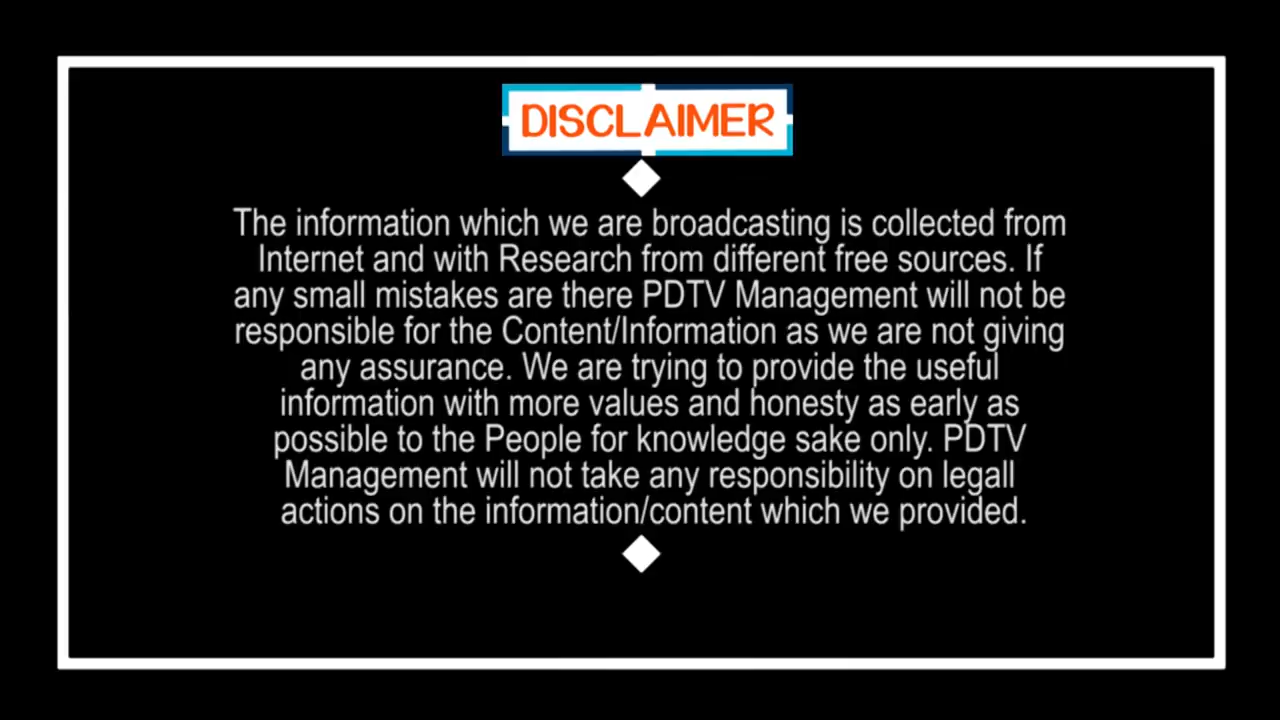 DISCLAIMER
The information which we are broadcasting is collected from
Internet and with Research from different free sources. If
any small mistakes are there PDTV Management will not be
responsible for the Content/Information as we are not giving
any assurance. We are trying to provide the useful
information with more values and honesty as early as
possible to the People for knowledge sake only. PDTV
Management will not take any responsibility on legall
actions on the information/content which we provided.